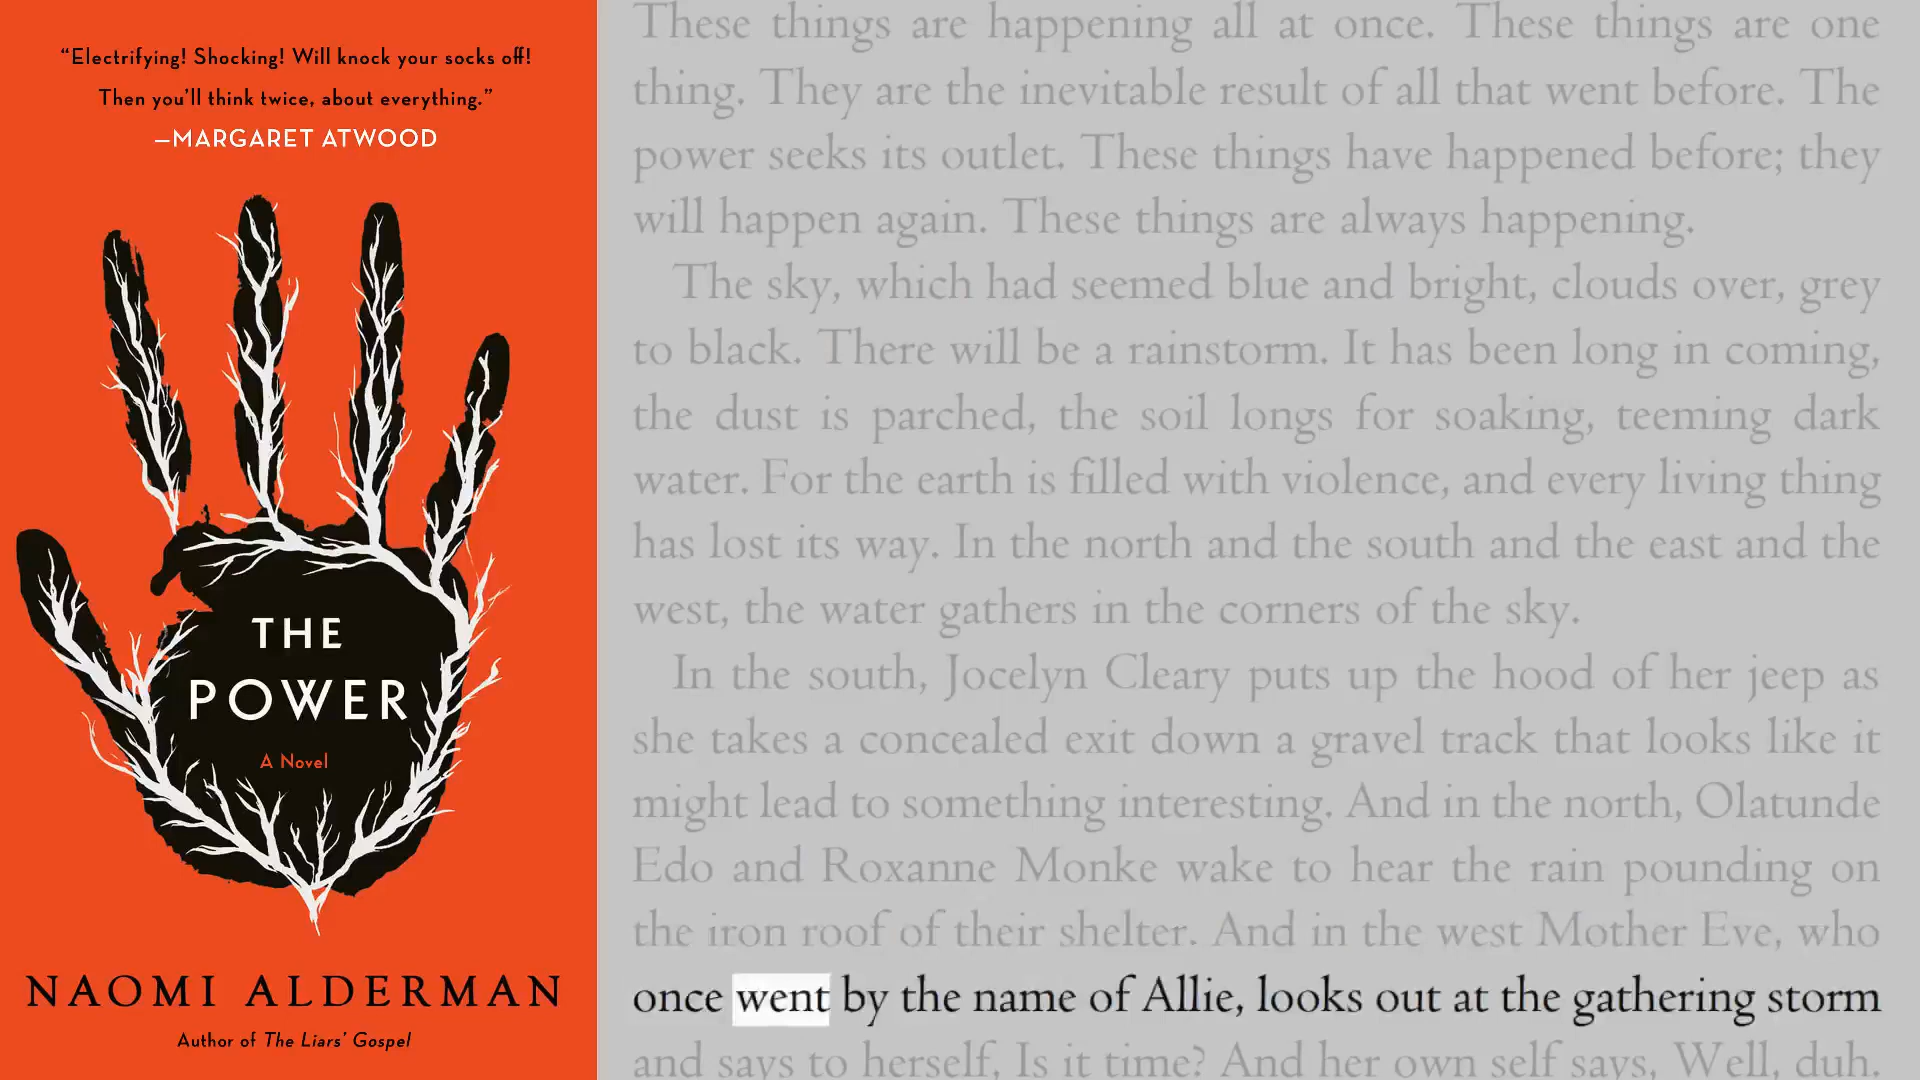 “Electrifying! Shocking! Will knock your socks off!
Then you’ll think twice, about everything.”
—MARGARET ATWOOD
THE
POWER
A Novel
NAOMI ALDERMAN
Author of The Liars’ Gospel
These things are happening all at once. These things are one
thing. They are the inevitable result of all that went before. The
power seeks its outlet. These things have happened before; they
will happen again. These things are always happening.
The sky, which had seemed blue and bright, clouds over, grey
to black. There will be a rainstorm. It has been long in coming,
the dust is parched, the soil longs for soaking, teeming dark
water. For the earth is filled with violence, and every living thing
has lost its way. In the north and the south and the east and the
west, the water gathers in the corners of the sky.
In the south, Jocelyn Cleary puts up the hood of her jeep as
she takes a concealed exit down a gravel track that looks like it
might lead to something interesting. And in the north, Olatunde
Edo and Roxanne Monke wake to hear the rain pounding on
the iron roof of their shelter. And in the west Mother Eve, who
once went by the name of Allie, looks out at the gathering storm
and says to herself, Is it time? And her own self says, Well, duh.